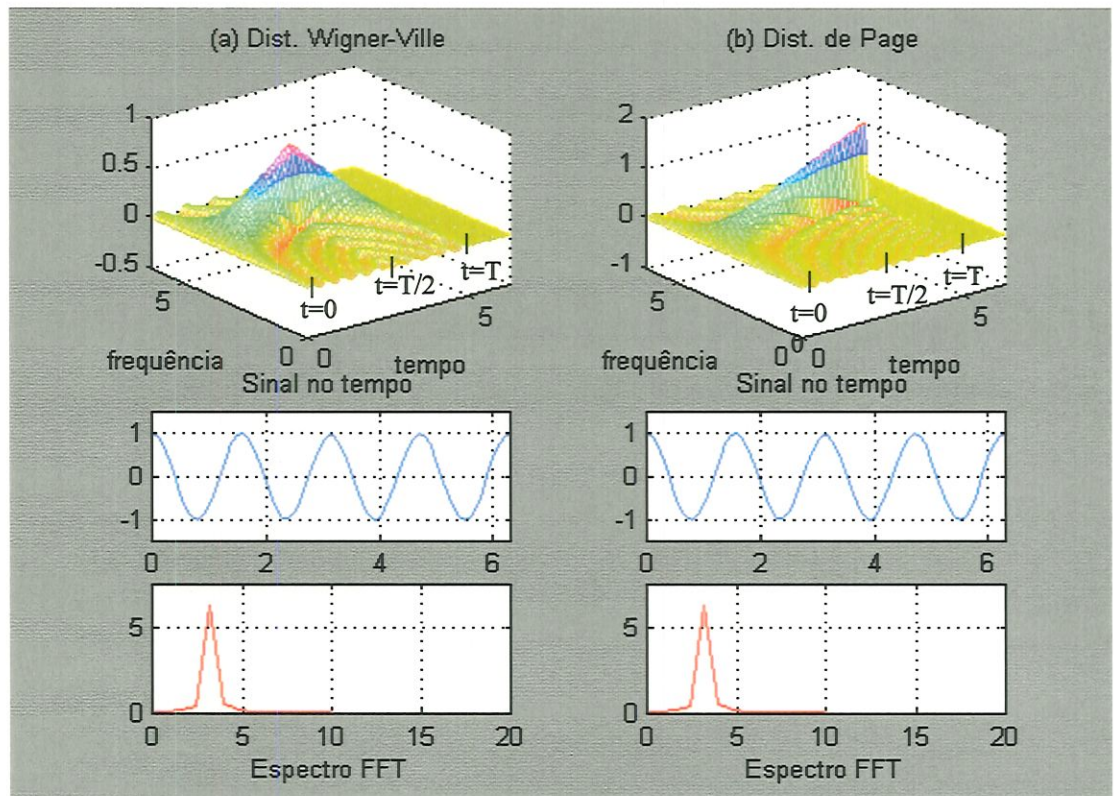 (a) Dist. Wigner-Ville
1
0.5
0
-0.5
5
t=0
t=T/2
t=T
5
frequência
0
0
tempo
(b) Dist. de Page
2
1
0
-1
5
t=0
t=T/2
t=T
5
0
frequência
0
0
tempo
Sinal no tempo
1
0
-1
0
2
4
6
Sinal no tempo
1
0
-1
0
2
4
6
5
0
0
5
10
15
20
Espectro FFT
5
0
0
5
10
15
20
Espectro FFT